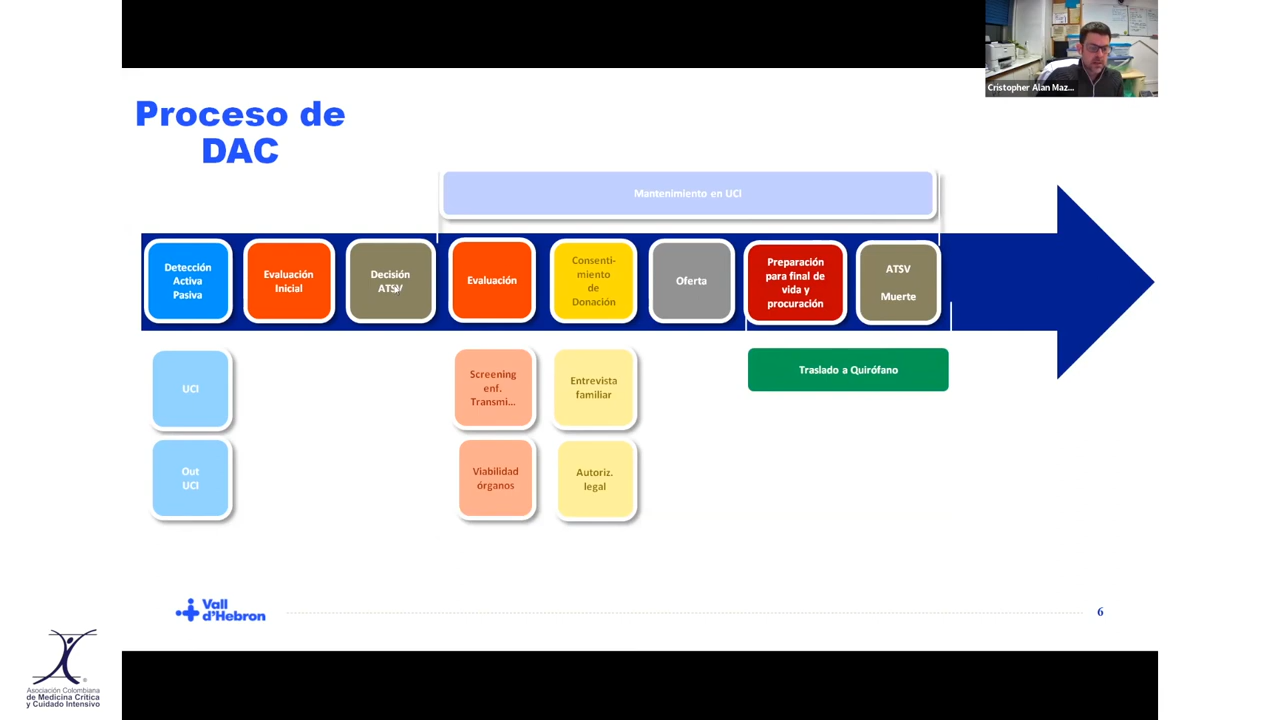 Cristopher Alan Maz...
Proceso de
DAC
Mantenimiento en UCI
Detección
Activa
Pasiva
Evaluación
Inicial
Decisión
ATSV
Evaluación
Consenti-
miento
de
Donación
Oferta
Preparación
para final de
vida y
procuración
ATSV
Muerte
UCI
Screening
enf.
Transmi...
Entrevista
familiar
Traslado a Quirófano
Out
UCI
Viabilidad
órganos
Autoriz.
legal
Vall
d'Hebron
6
Asociación Colombiana
de Medicina Crítica
y Cuidado Intensivo